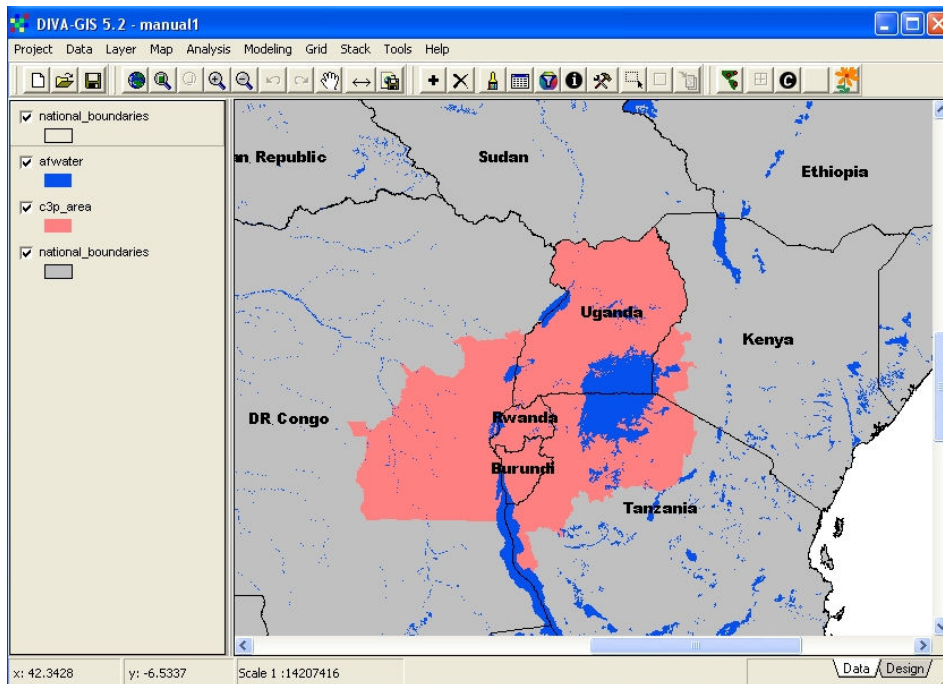 DIVA-GIS 5.2 - manual1
Project Data Layer Map Analysis Modeling Grid Stack Tools Help
national_boundaries
afwater
c3p_area
national_boundaries
an Republic
Sudan
Ethiopia
Uganda
Kenya
DR Congo
Rwanda
Burundi
Tanzania
x: 42.3428 y: -6.5337 Scale 1 :14207416 Data Design